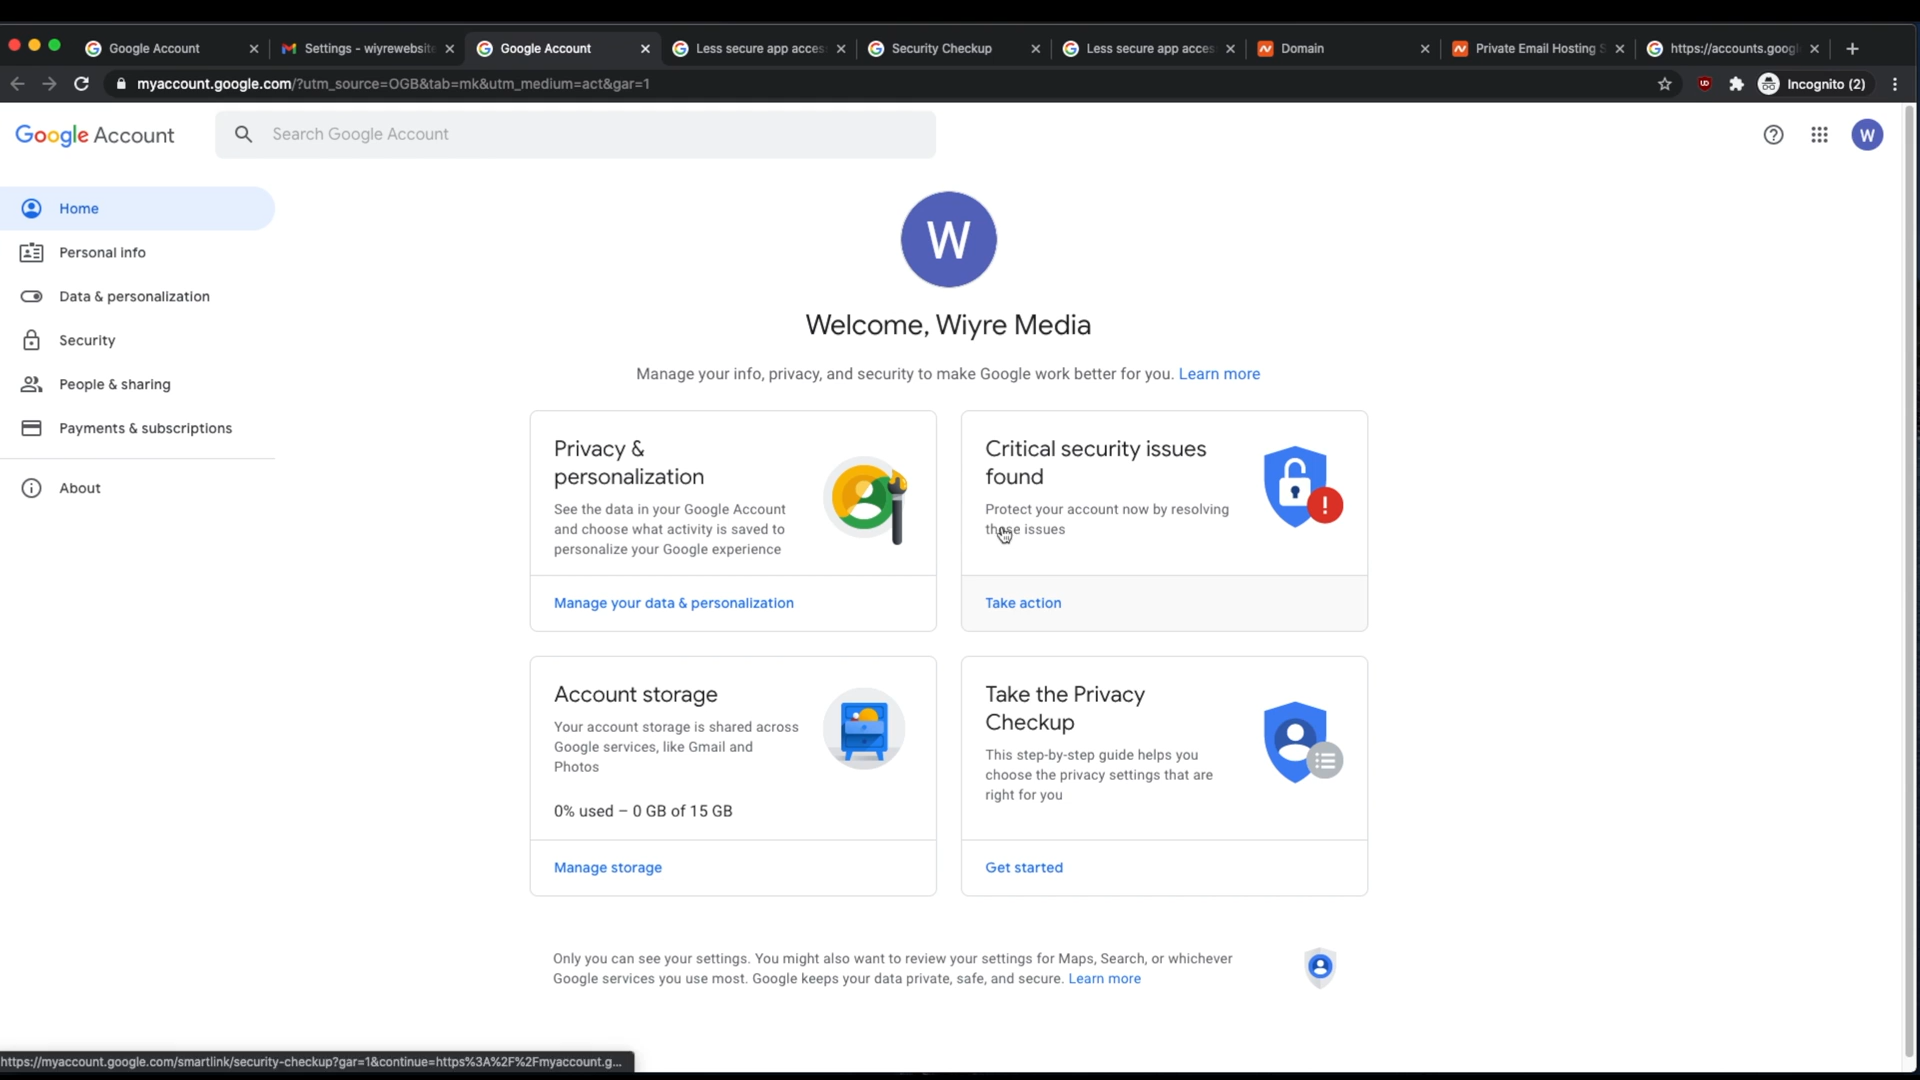 Google Account
Settings - wiyrewebsite
Google Account
Less secure app acces
Security Checkup
Less secure app acces
Domain
Private Email Hosting S
https://accounts.googl
myaccount.google.com/?utm_source=OGB&tab=mk&utm_medium=act&gar=1
Incognito (2)
Google Account
Search Google Account
W
Home
Personal info
Data & personalization
Security
People & sharing
Payments & subscriptions
About
W
Welcome, Wiyre Media
Manage your info, privacy, and security to make Google work better for you. Learn more
Privacy &
personalization
See the data in your Google Account
and choose what activity is saved to
personalize your Google experience
Manage your data & personalization
Critical security issues
found
Protect your account now by resolving
these issues
Take action
Account storage
Your account storage is shared across
Google services, like Gmail and
Photos
0% used – 0 GB of 15 GB
Manage storage
Take the Privacy
Checkup
This step-by-step guide helps you
choose the privacy settings that are
right for you
Get started
Only you can see your settings. You might also want to review your settings for Maps, Search, or whichever
Google services you use most. Google keeps your data private, safe, and secure. Learn more
https://myaccount.google.com/smartlink/security-checkup?gar=1&continue=https%3A%2F%2Fmyaccount.g...